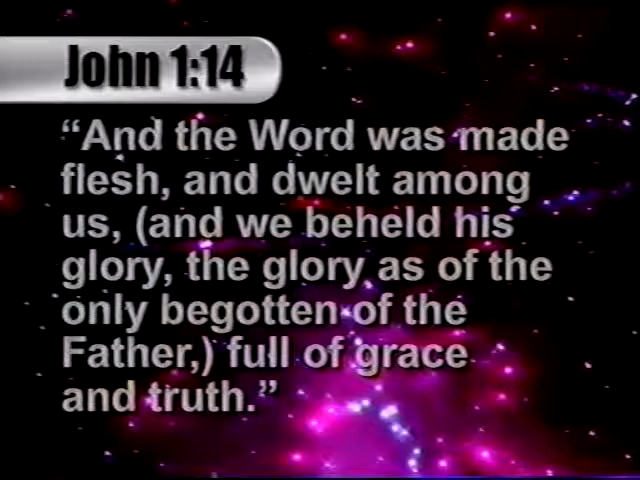 John 1:14
“And the Word was made
flesh, and dwelt among
us, (and we beheld his
glory, the glory as of the
only begotten of the
Father,) full of grace
and truth.”